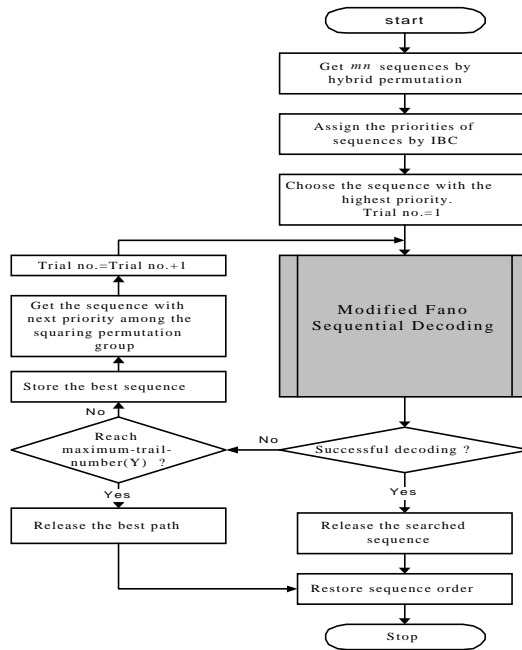 start
Get mn sequences by
hybrid permutation
Assign the priorities of
sequences by IBC
Choose the sequence with the
highest priority.
Trial no.=1
Trial no.=Trial no.+1
Modified Fano
Sequential Decoding
Get the sequence with
next priority among the
squaring permutation
group
Store the best sequence
No
Reach
maximum-trail-
number(Y) ?
No
Successful decoding ?
Yes
Yes
Release the best path
Release the searched
sequence
Restore sequence order
Stop